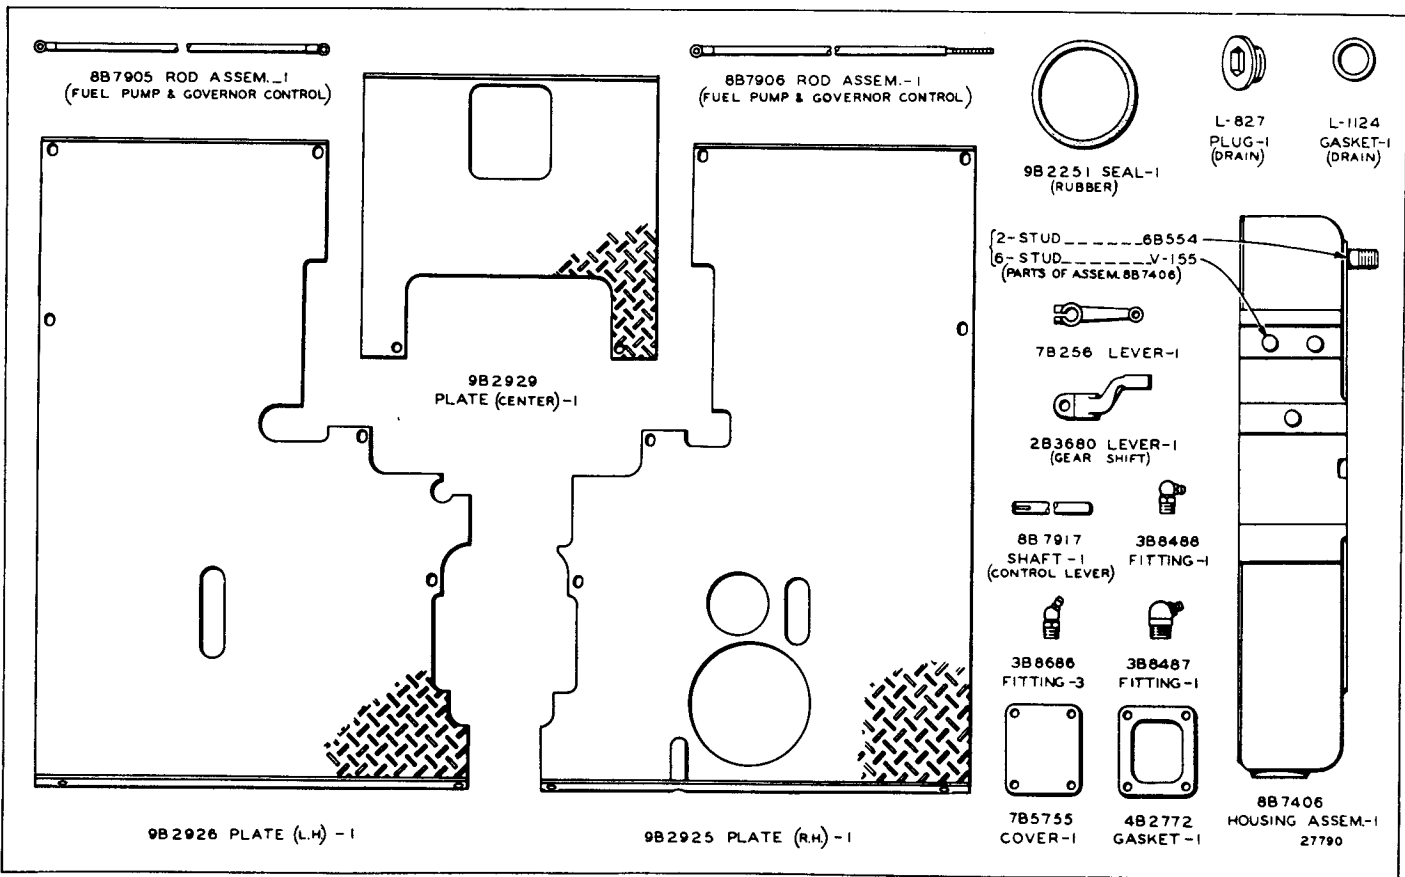 8B7905 ROD ASSEM.-1
(FUEL PUMP & GOVERNOR CONTROL)
8B7906 ROD ASSEM.-1
(FUEL PUMP & GOVERNOR CONTROL)
9B2251 SEAL-1
(RUBBER)
L-827
PLUG-1
(DRAIN)
L-1124
GASKET-1
(DRAIN)
2-STUD______6B554
6-STUD________V-155
(PARTS OF ASSEM. 8B7406)
7B256 LEVER-1
9B2929
PLATE (CENTER)-1
2B3680 LEVER-1
(GEAR SHIFT)
8B7917
SHAFT-1
(CONTROL LEVER)
3B8488
FITTING-1
3B8686
FITTING-3
3B8487
FITTING-1
7B5755
COVER-1
4B2772
GASKET-1
8B7406
HOUSING ASSEM.-1
27790
9B2926 PLATE (L.H)-1
9B2925 PLATE (R.H.)-1